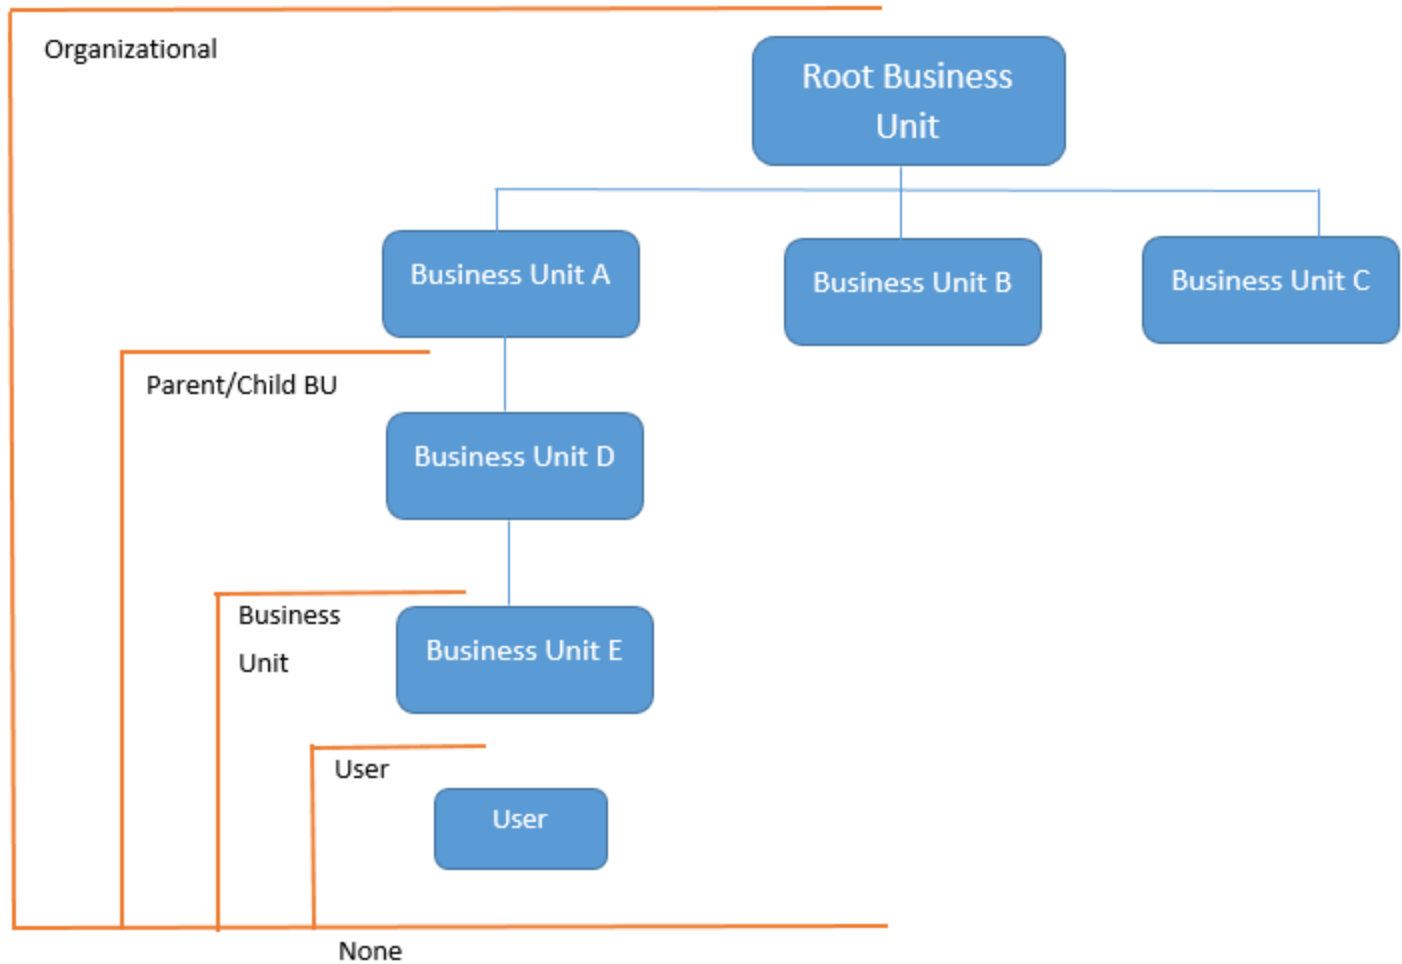 Organizational
Root Business
Unit
Business Unit A
Business Unit B
Business Unit C
Parent/Child BU
Business Unit D
Business
Unit
Business Unit E
User
User
None